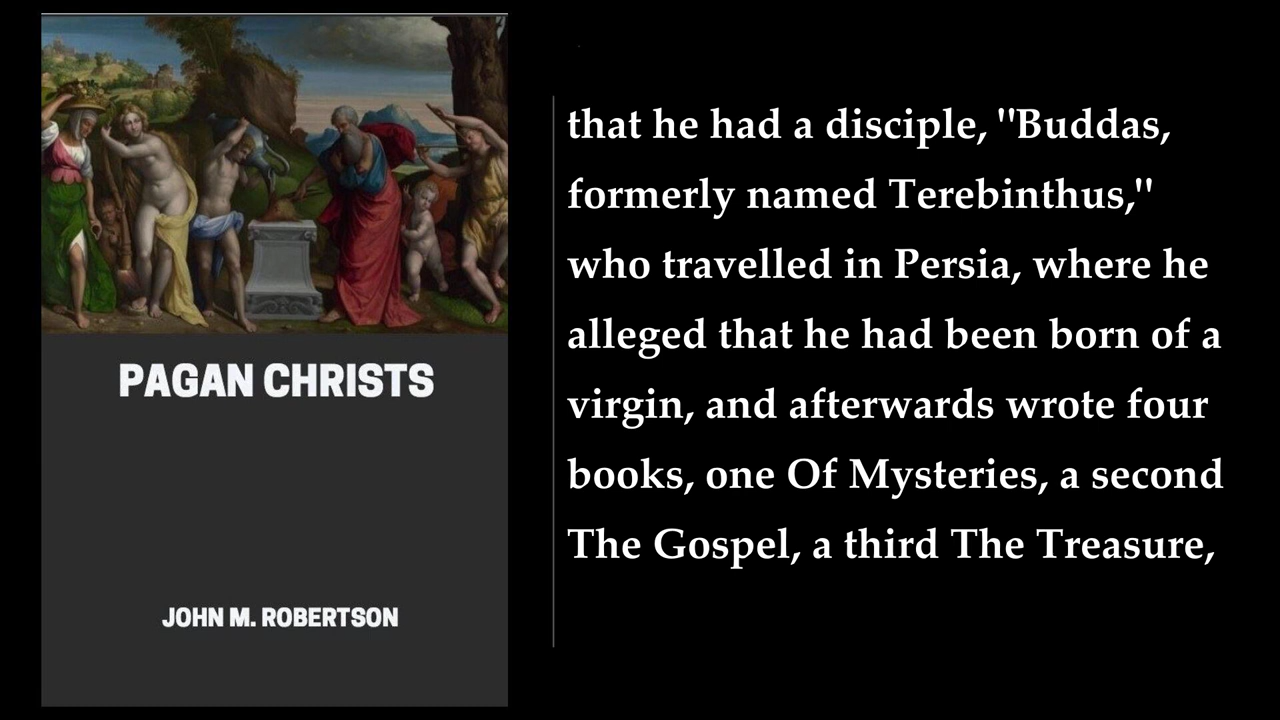 PAGAN CHRISTS
JOHN M. ROBERTSON
that he had a disciple, "Buddas,
formerly named Terebinthus,"
who travelled in Persia, where he
alleged that he had been born of a
virgin, and afterwards wrote four
books, one Of Mysteries, a second
The Gospel, a third The Treasure,